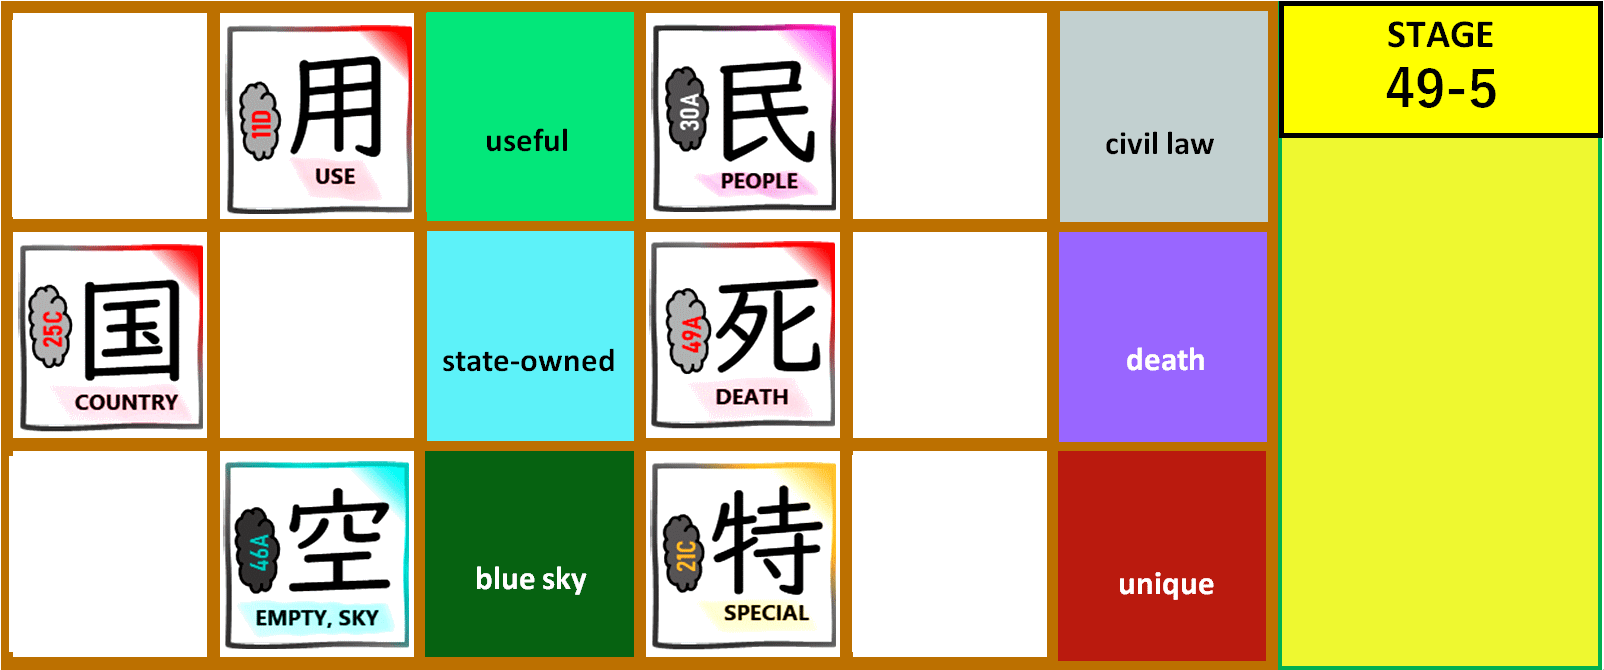 11D
用
USE
useful
30A
民
PEOPLE
civil law
STAGE
49-5
25C
国
COUNTRY
state-owned
49A
死
DEATH
death
46A
空
EMPTY, SKY
blue sky
21C
特
SPECIAL
unique